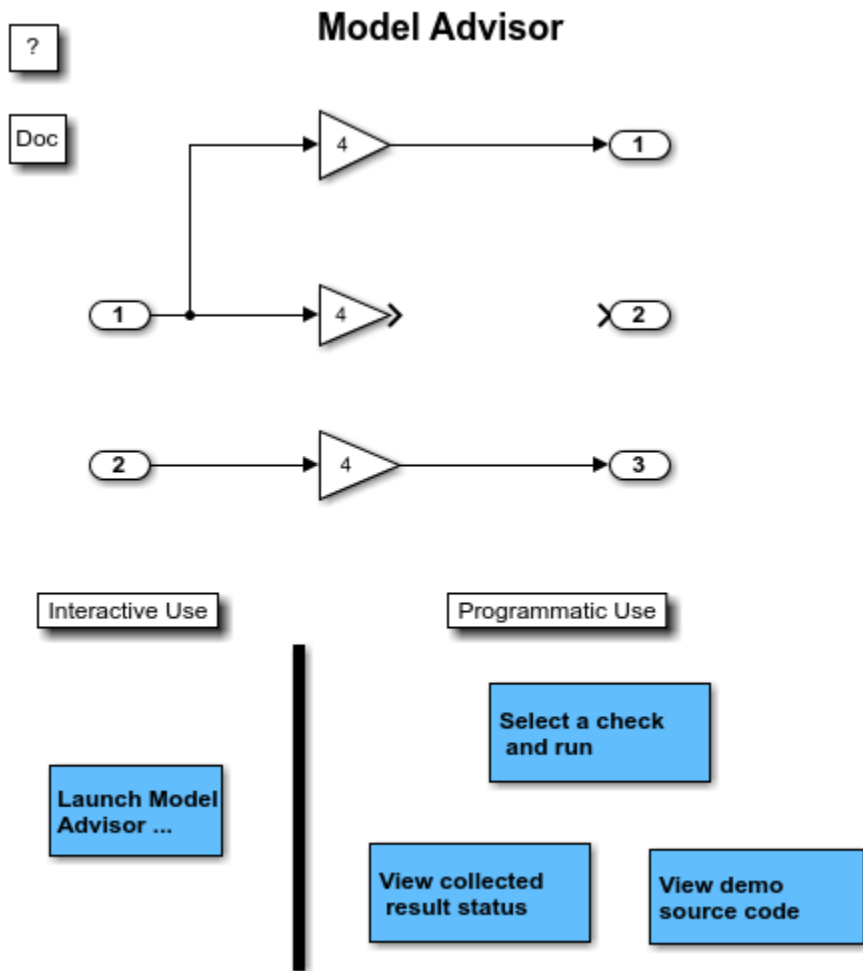 Model Advisor
?
Doc
4
1
1
4
2
2
4
3
Interactive Use
Programmatic Use
Select a check
and run
Launch Model
Advisor ...
View collected
result status
View demo
source code